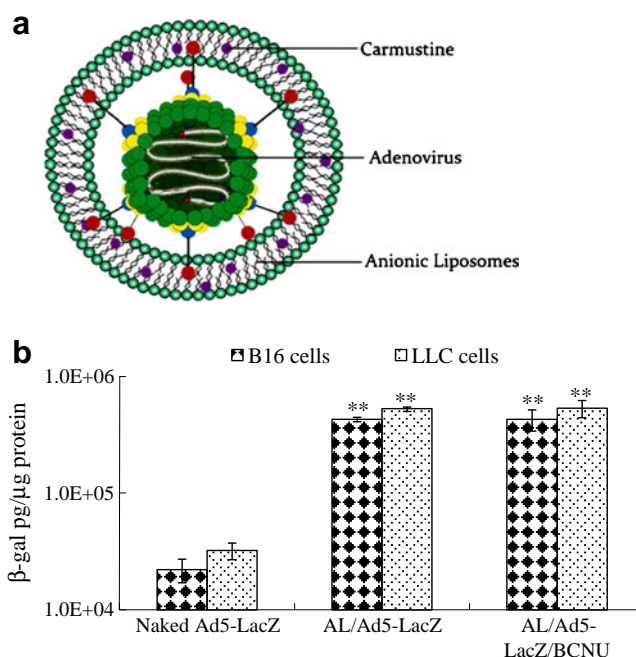 a
Carmustine
Adenovirus
Anionic Liposomes
b
B16 cells LLC cells
1.0E+06
1.0E+05
1.0E+04
β-gal pg/µg protein
** ** ** **
Naked Ad5-LacZ AL/Ad5-LacZ AL/Ad5-
LacZ/BCNU